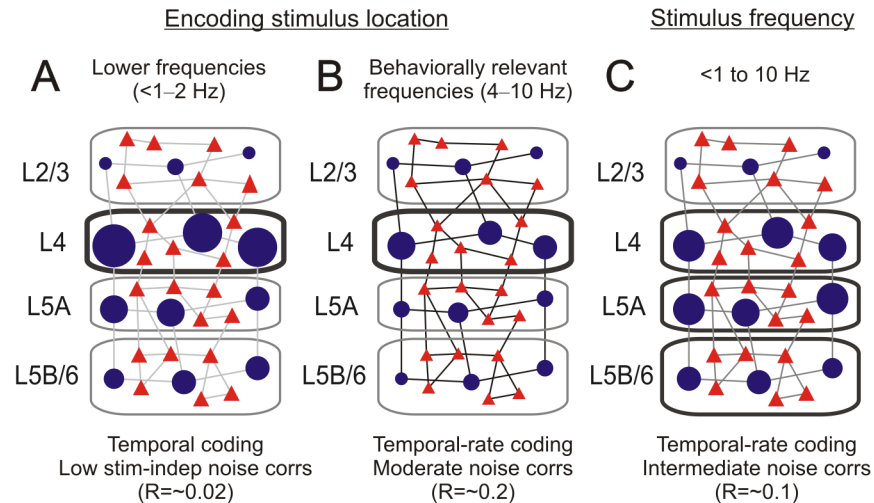 Encoding stimulus location
Stimulus frequency
A
Lower frequencies
(<1–2 Hz)
B
Behaviorally relevant
frequencies (4–10 Hz)
C
<1 to 10 Hz
L2/3
L4
L5A
L5B/6
L2/3
L4
L5A
L5B/6
L2/3
L4
L5A
L5B/6
Temporal coding
Low stim-indep noise corrs
(R=~0.02)
Temporal-rate coding
Moderate noise corrs
(R=~0.2)
Temporal-rate coding
Intermediate noise corrs
(R=~0.1)